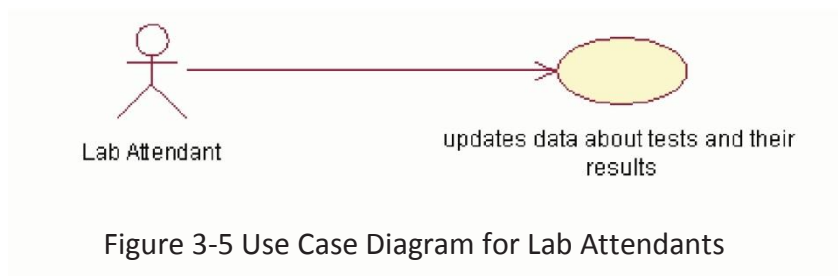 Lab Attendant
updates data about tests and their
results
Figure 3-5 Use Case Diagram for Lab Attendants